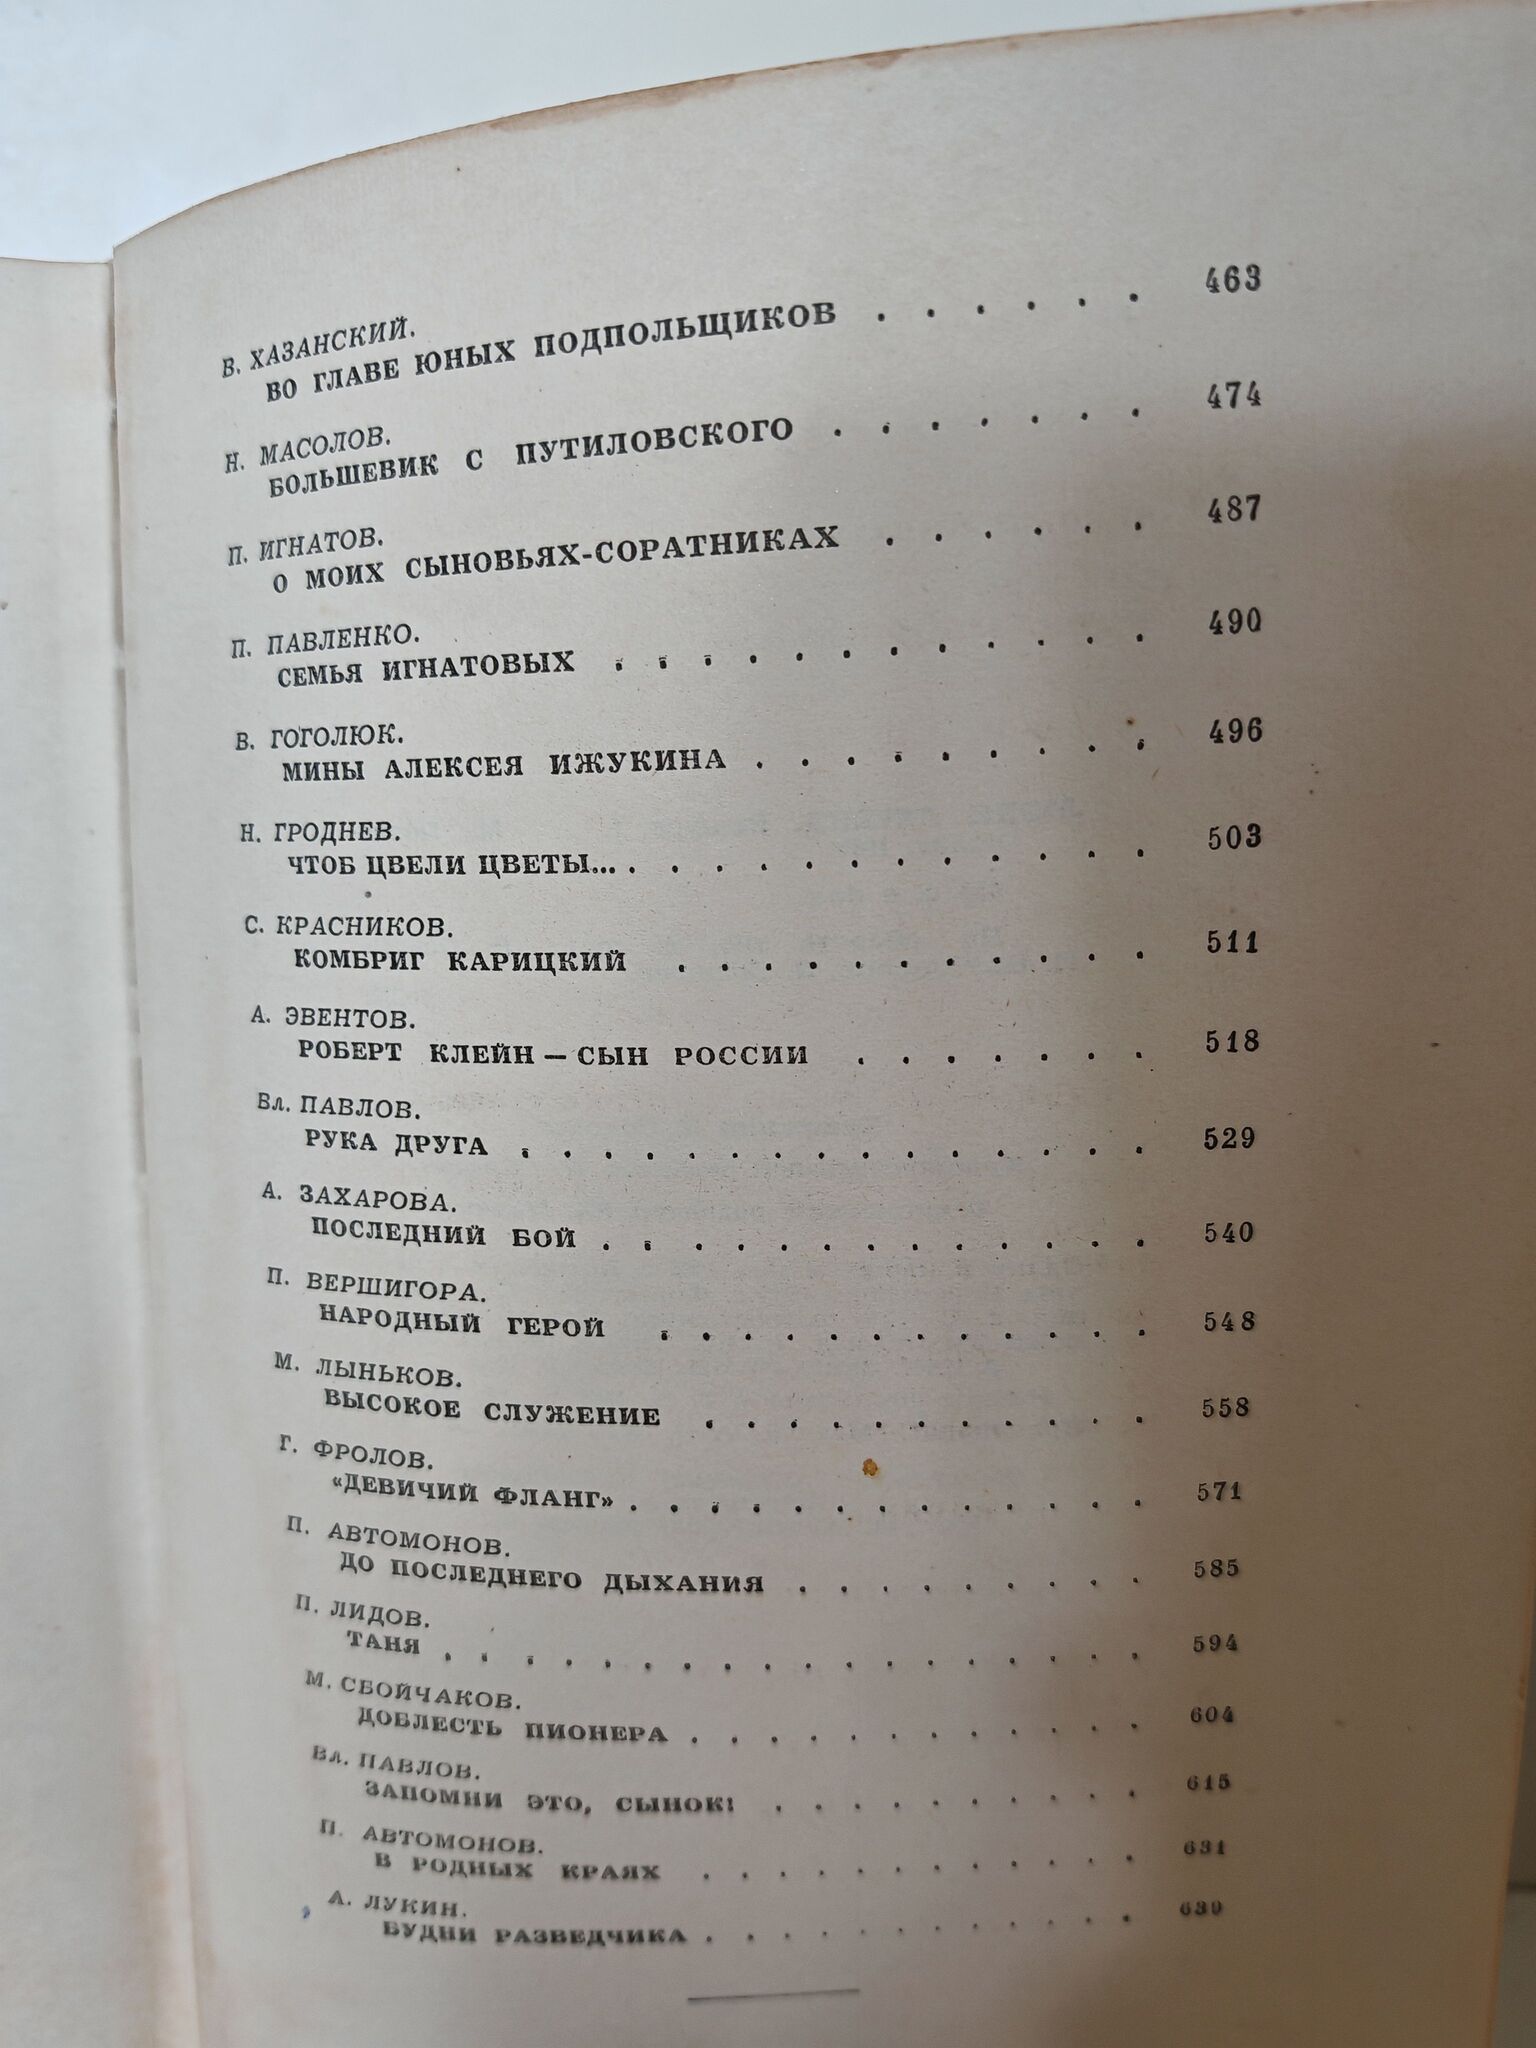 В. ХАЗАНСКИЙ.
ВО ГЛАВЕ ЮНЫХ ПОДПОЛЬЩИКОВ . . . . . . 463
Н. МАСОЛОВ.
БОЛЬШЕВИК С ПУТИЛОВСКОГО . . . . . . . 474
П. ИГНАТОВ.
О МОИХ СЫНОВЬЯХ-СОРАТНИКАХ . . . . . . 487
П. ПАВЛЕНКО.
СЕМЬЯ ИГНАТОВЫХ . . . . . . . . . . . . 490
В. ГОГОЛЮК.
МИНЫ АЛЕКСЕЯ ИЖУКИНА . . . . . . . . . 496
Н. ГРОДНЕВ.
ЧТОБ ЦВЕЛИ ЦВЕТЫ... . . . . . . . . . . . . 503
С. КРАСНИКОВ.
КОМБРИГ КАРИЦКИЙ . . . . . . . . . . . 511
А. ЭВЕНТОВ.
РОБЕРТ КЛЕЙН — СЫН РОССИИ . . . . . . . 518
Вл. ПАВЛОВ.
РУКА ДРУГА . . . . . . . . . . . . . . . 529
А. ЗАХАРОВА.
ПОСЛЕДНИЙ БОЙ . . . . . . . . . . . . . 540
П. ВЕРШИГОРА.
НАРОДНЫЙ ГЕРОЙ . . . . . . . . . . . . 548
М. ЛЫНЬКОВ.
ВЫСОКОЕ СЛУЖЕНИЕ . . . . . . . . . . . 558
Г. ФРОЛОВ.
«ДЕВИЧИЙ ФЛАНГ» . . . . . . . . . . . . . 571
П. АВТОМОНОВ.
ДО ПОСЛЕДНЕГО ДЫХАНИЯ . . . . . . . . . 585
П. ЛИДОВ.
ТАНЯ . . . . . . . . . . . . . . . . . . 594
М. СБОЙЧАКОВ.
ДОБЛЕСТЬ ПИОНЕРА . . . . . . . . . . . . 604
Вл. ПАВЛОВ.
ЗАПОМНИ ЭТО, СЫНОК! . . . . . . . . . . 615
П. АВТОМОНОВ.
В РОДНЫХ КРАЯХ . . . . . . . . . . . . 631
А. ЛУКИН.
БУДНИ РАЗВЕДЧИКА . . . . . . . . . . . . 639